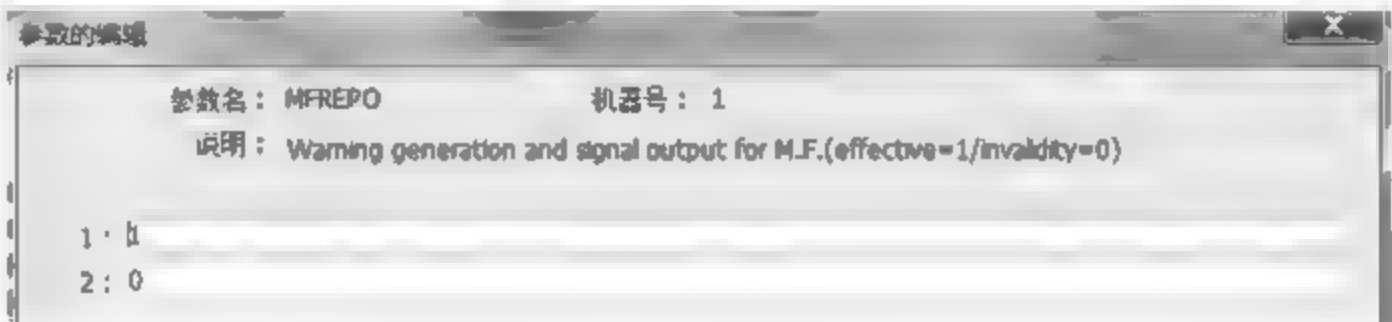 参数的编辑
参数名： MFREPO 机器号： 1
说明： Warning generation and signal output for M.F.(effective=1/invalidity=0)
1： 1
2： 0